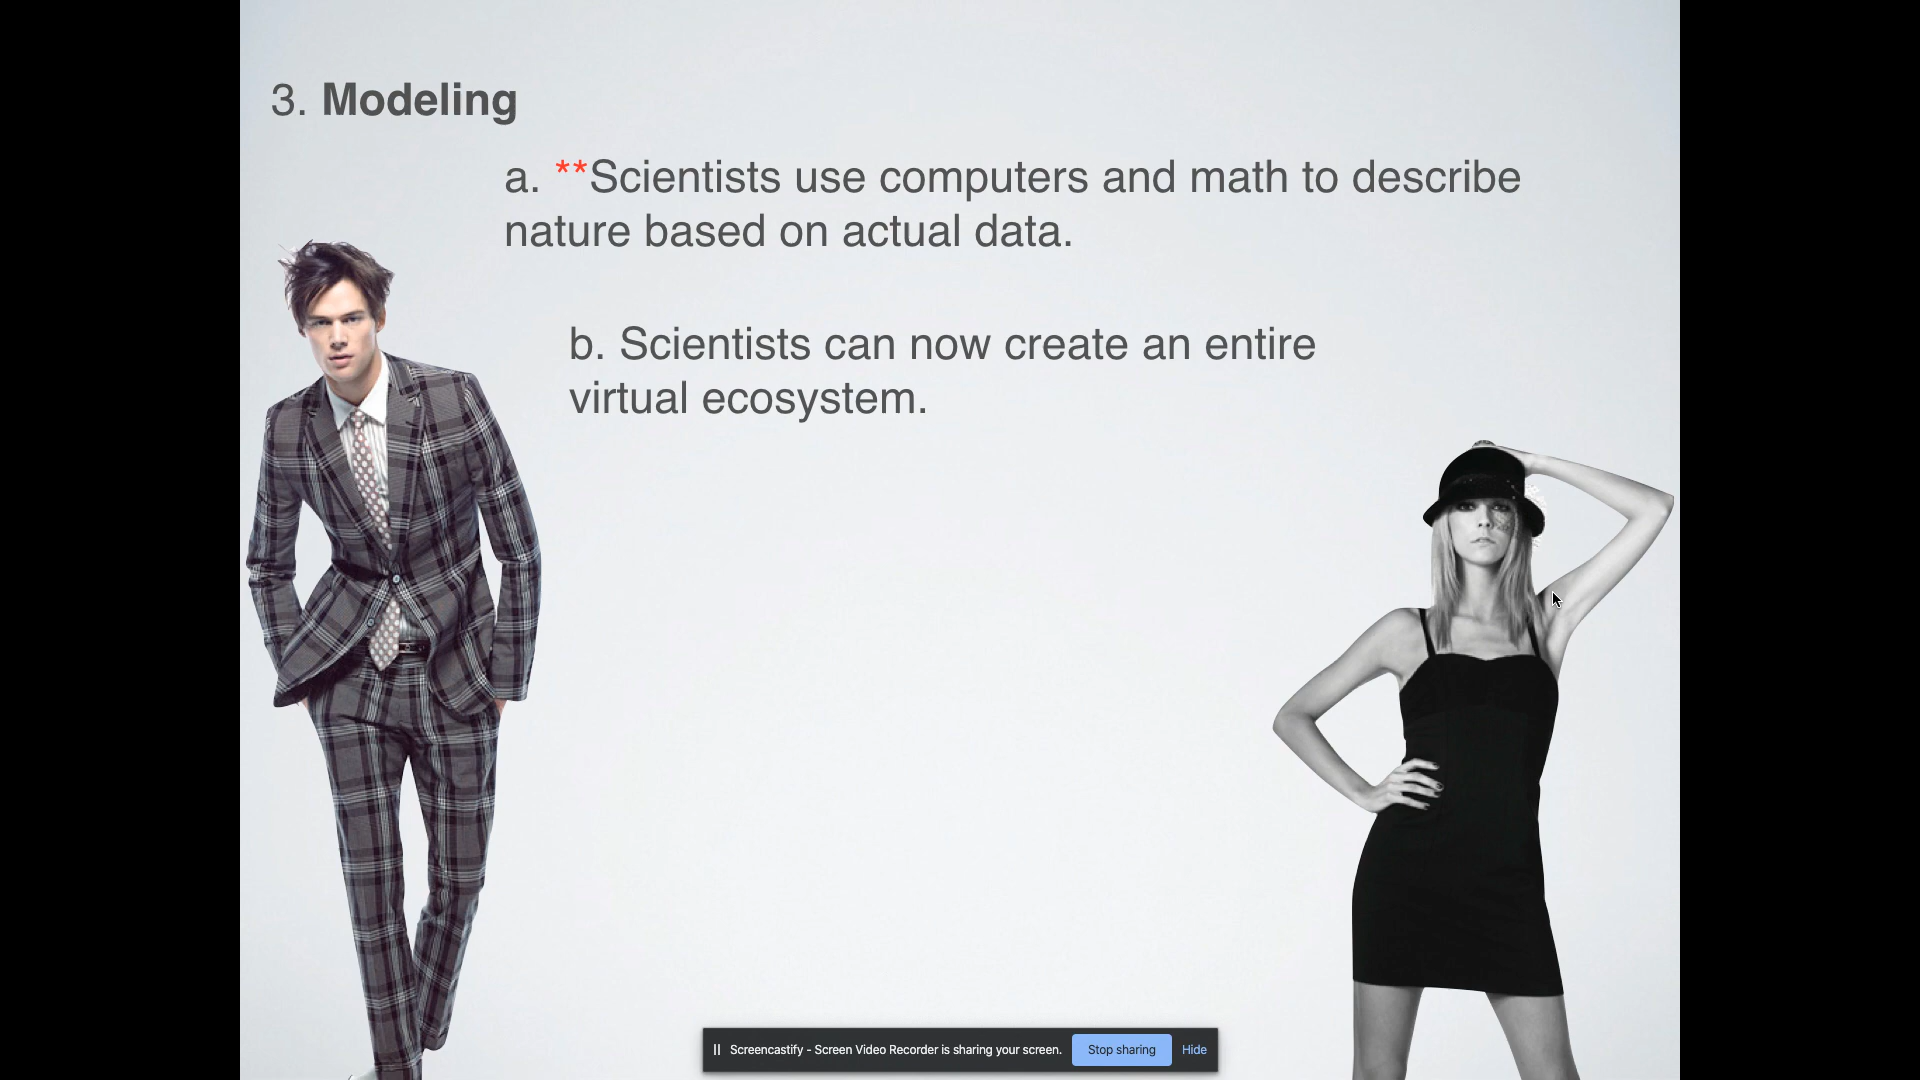 3. Modeling
a. **Scientists use computers and math to describe
nature based on actual data.
b. Scientists can now create an entire
virtual ecosystem.
Screencastify - Screen Video Recorder is sharing your screen. Stop sharing Hide